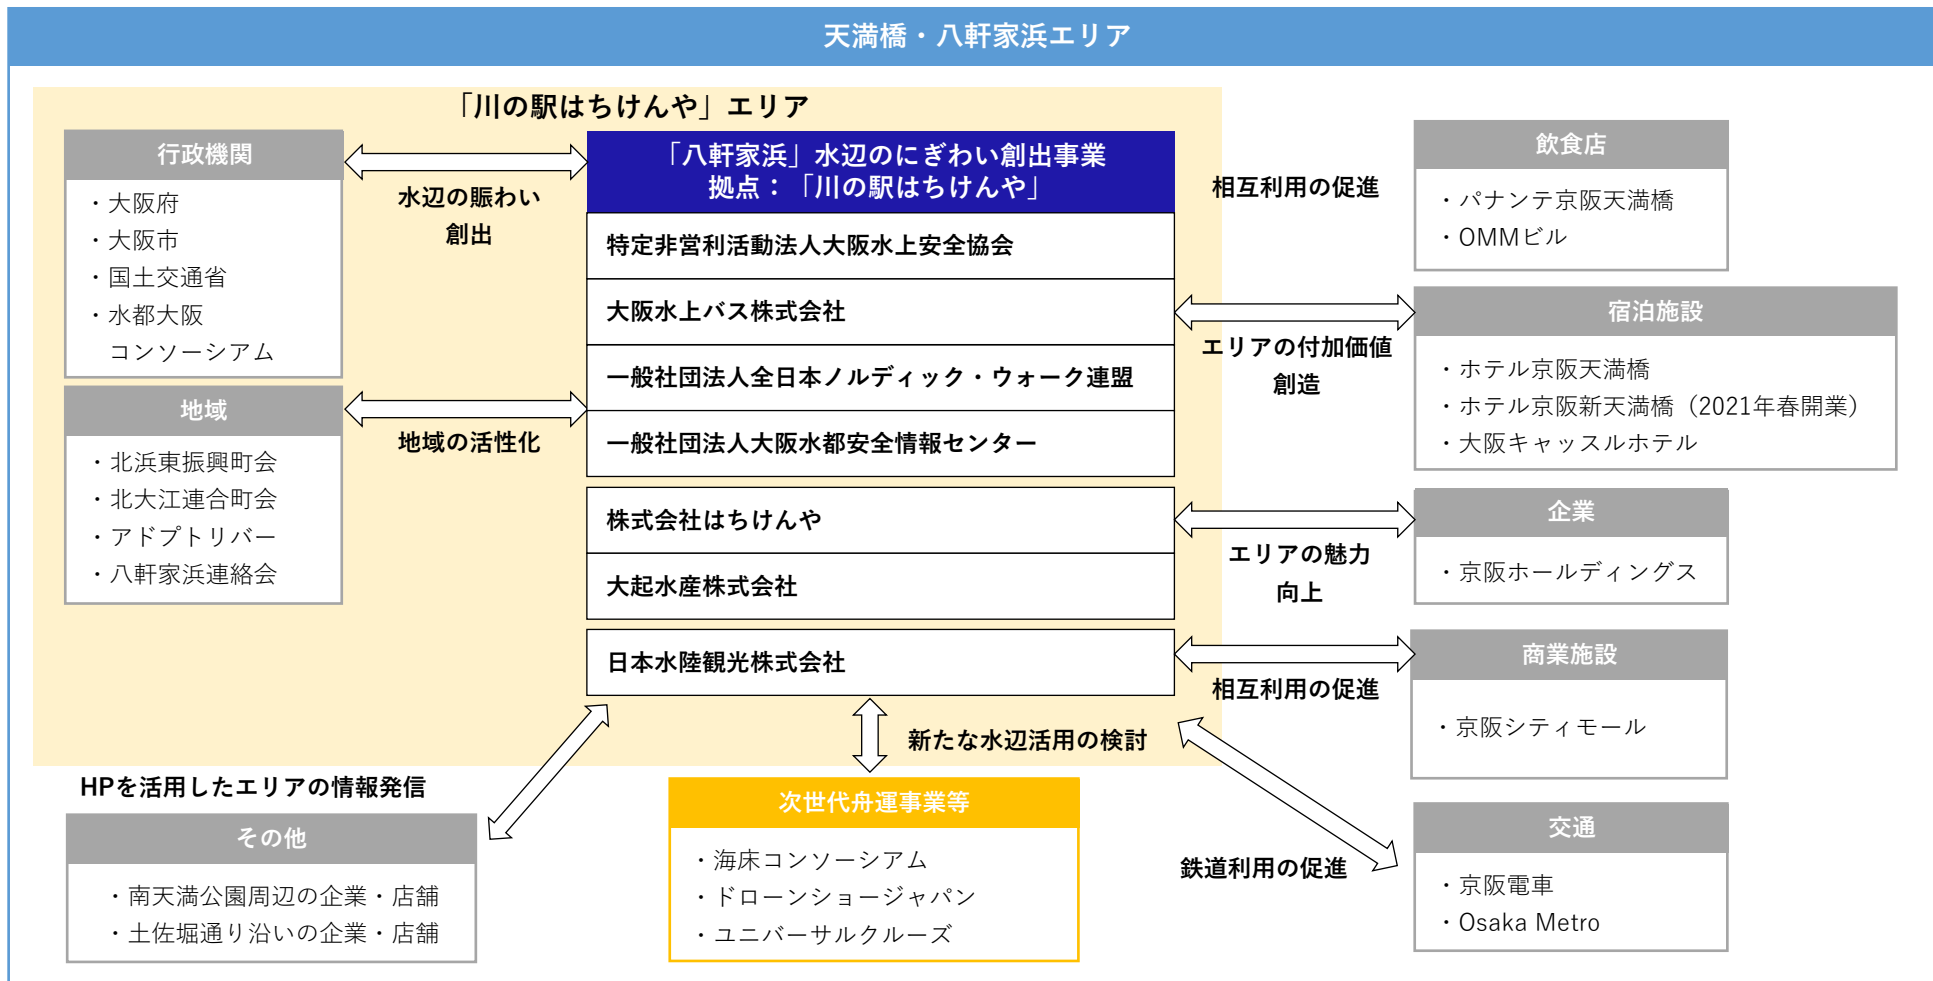 天満橋・八軒家浜エリア
「川の駅はちけんや」エリア
行政機関
・大阪府
・大阪市
・国土交通省
・水都大阪
コンソーシアム
水辺の賑わい
創出
地域
・北浜東振興町会
・北大江連合町会
・アドプトリバー
・八軒家浜連絡会
地域の活性化
「八軒家浜」水辺のにぎわい創出事業
拠点：「川の駅はちけんや」
特定非営利活動法人大阪水上安全協会
大阪水上バス株式会社
一般社団法人全日本ノルディック・ウォーク連盟
一般社団法人大阪水都安全情報センター
株式会社はちけんや
大起水産株式会社
日本水陸観光株式会社
相互利用の促進
飲食店
・パナンテ京阪天満橋
・OMMビル
エリアの付加価値
創造
宿泊施設
・ホテル京阪天満橋
・ホテル京阪新天満橋（2021年春開業）
・大阪キャッスルホテル
エリアの魅力
向上
企業
・京阪ホールディングス
相互利用の促進
商業施設
・京阪シティモール
鉄道利用の促進
交通
・京阪電車
・Osaka Metro
新たな水辺活用の検討
次世代舟運事業等
・海床コンソーシアム
・ドローンショージャパン
・ユニバーサルクルーズ
HPを活用したエリアの情報発信
その他
・南天満公園周辺の企業・店舗
・土佐堀通り沿いの企業・店舗